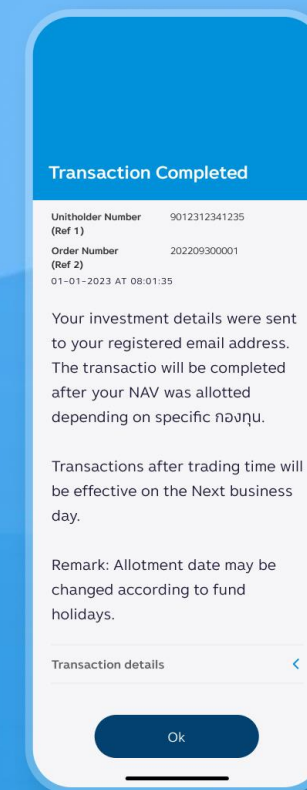 Transaction Completed
Unitholder Number 9012312341235
(Ref 1)
Order Number 202209300001
(Ref 2)
01-01-2023 AT 08:01:35
Your investment details were sent
to your registered email address.
The transactio will be completed
after your NAV was allotted
depending on specific กองทุน.
Transactions after trading time will
be effective on the Next business
day.
Remark: Allotment date may be
changed according to fund
holidays.
Transaction details
Ok